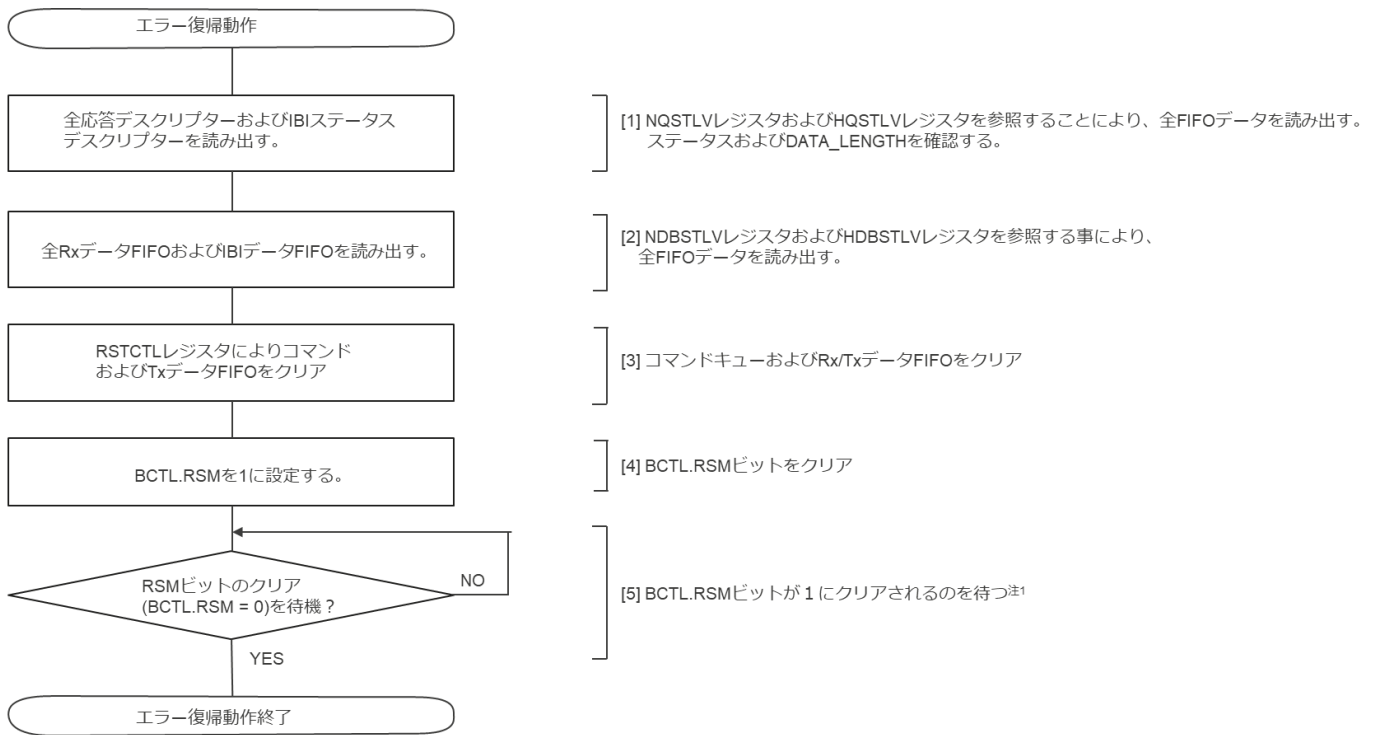 エラー復帰動作
全応答デスクリプターおよびIBIステータス
デスクリプターを読み出す。
[1] NQSTLVレジスタおよびHQSTLVレジスタを参照することにより、全FIFOデータを読み出す。
ステータスおよびDATA_LENGTHを確認する。
全RxデータFIFOおよびIBIデータFIFOを読み出す。
[2] NDBSTLVレジスタおよびHDBSTLVレジスタを参照する事により、
全FIFOデータを読み出す。
RSTCTLレジスタによりコマンド
およびTxデータFIFOをクリア
[3] コマンドキューおよびRx/TxデータFIFOをクリア
BCTL.RSMを1に設定する。
[4] BCTL.RSMビットをクリア
RSMビットのクリア
(BCTL.RSM = 0)を待機？
NO
[5] BCTL.RSMビットが１にクリアされるのを待つ注1
YES
エラー復帰動作終了